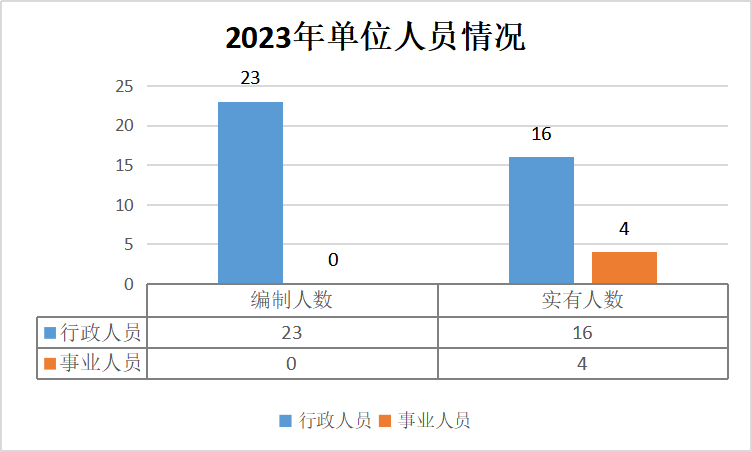 2023年单位人员情况
25
20
15
10
5
0
23
0
16
4
编制人数 实有人数
行政人员 23 16
事业人员 0 4
行政人员 事业人员